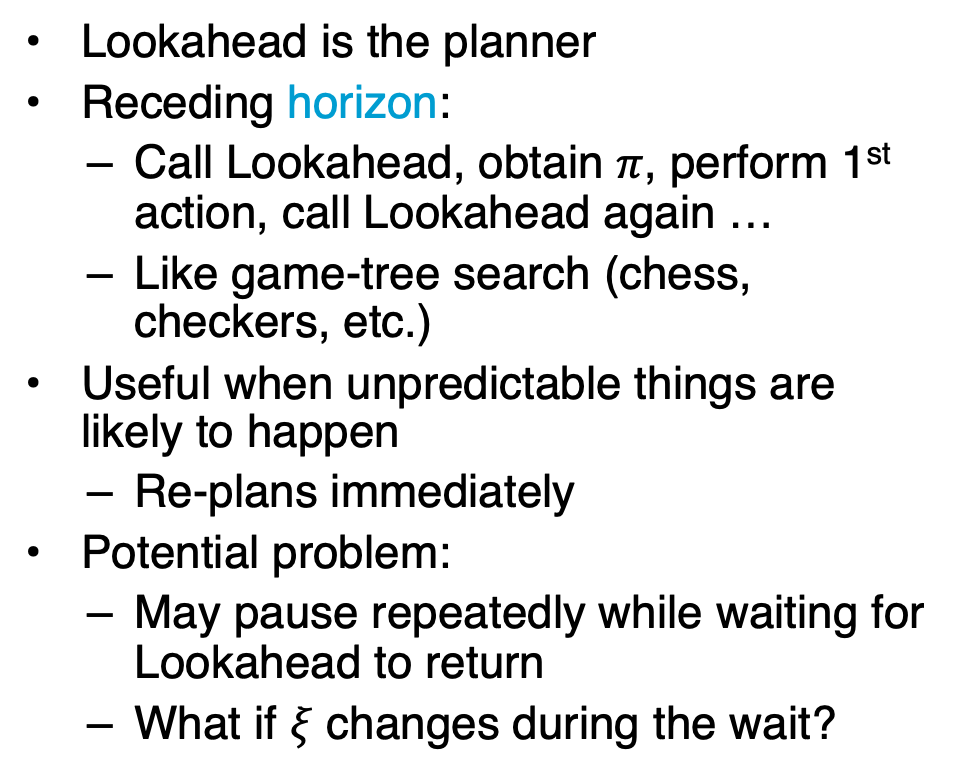 • Lookahead is the planner
• Receding horizon:
– Call Lookahead, obtain π, perform 1st
action, call Lookahead again …
– Like game-tree search (chess,
checkers, etc.)
• Useful when unpredictable things are
likely to happen
– Re-plans immediately
• Potential problem:
– May pause repeatedly while waiting for
Lookahead to return
– What if ξ changes during the wait?